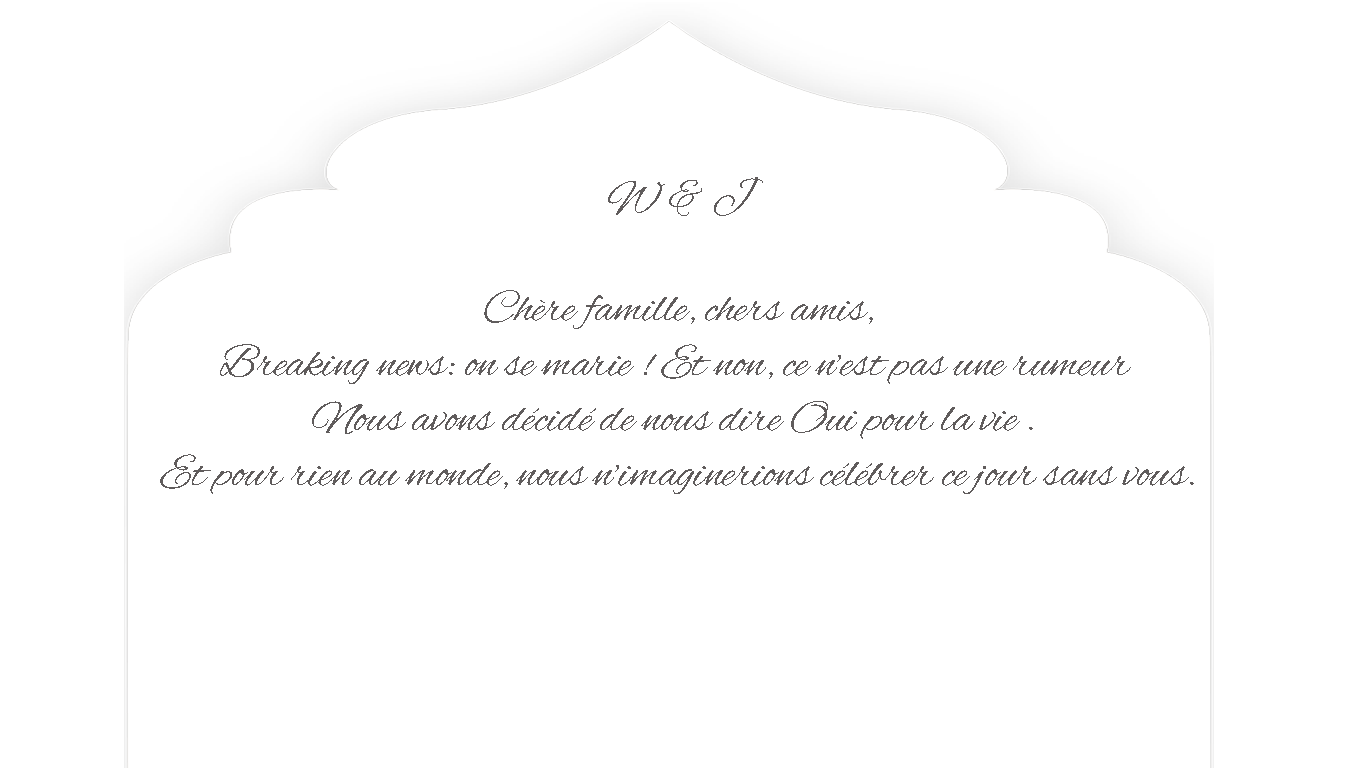 W & J
Chère famille, chers amis,
Breaking news: on se marie ! Et non, ce n'est pas une rumeur
Nous avons décidé de nous dire Oui pour la vie .
Et pour rien au monde, nous n'imaginerions célébrer ce jour sans vous.